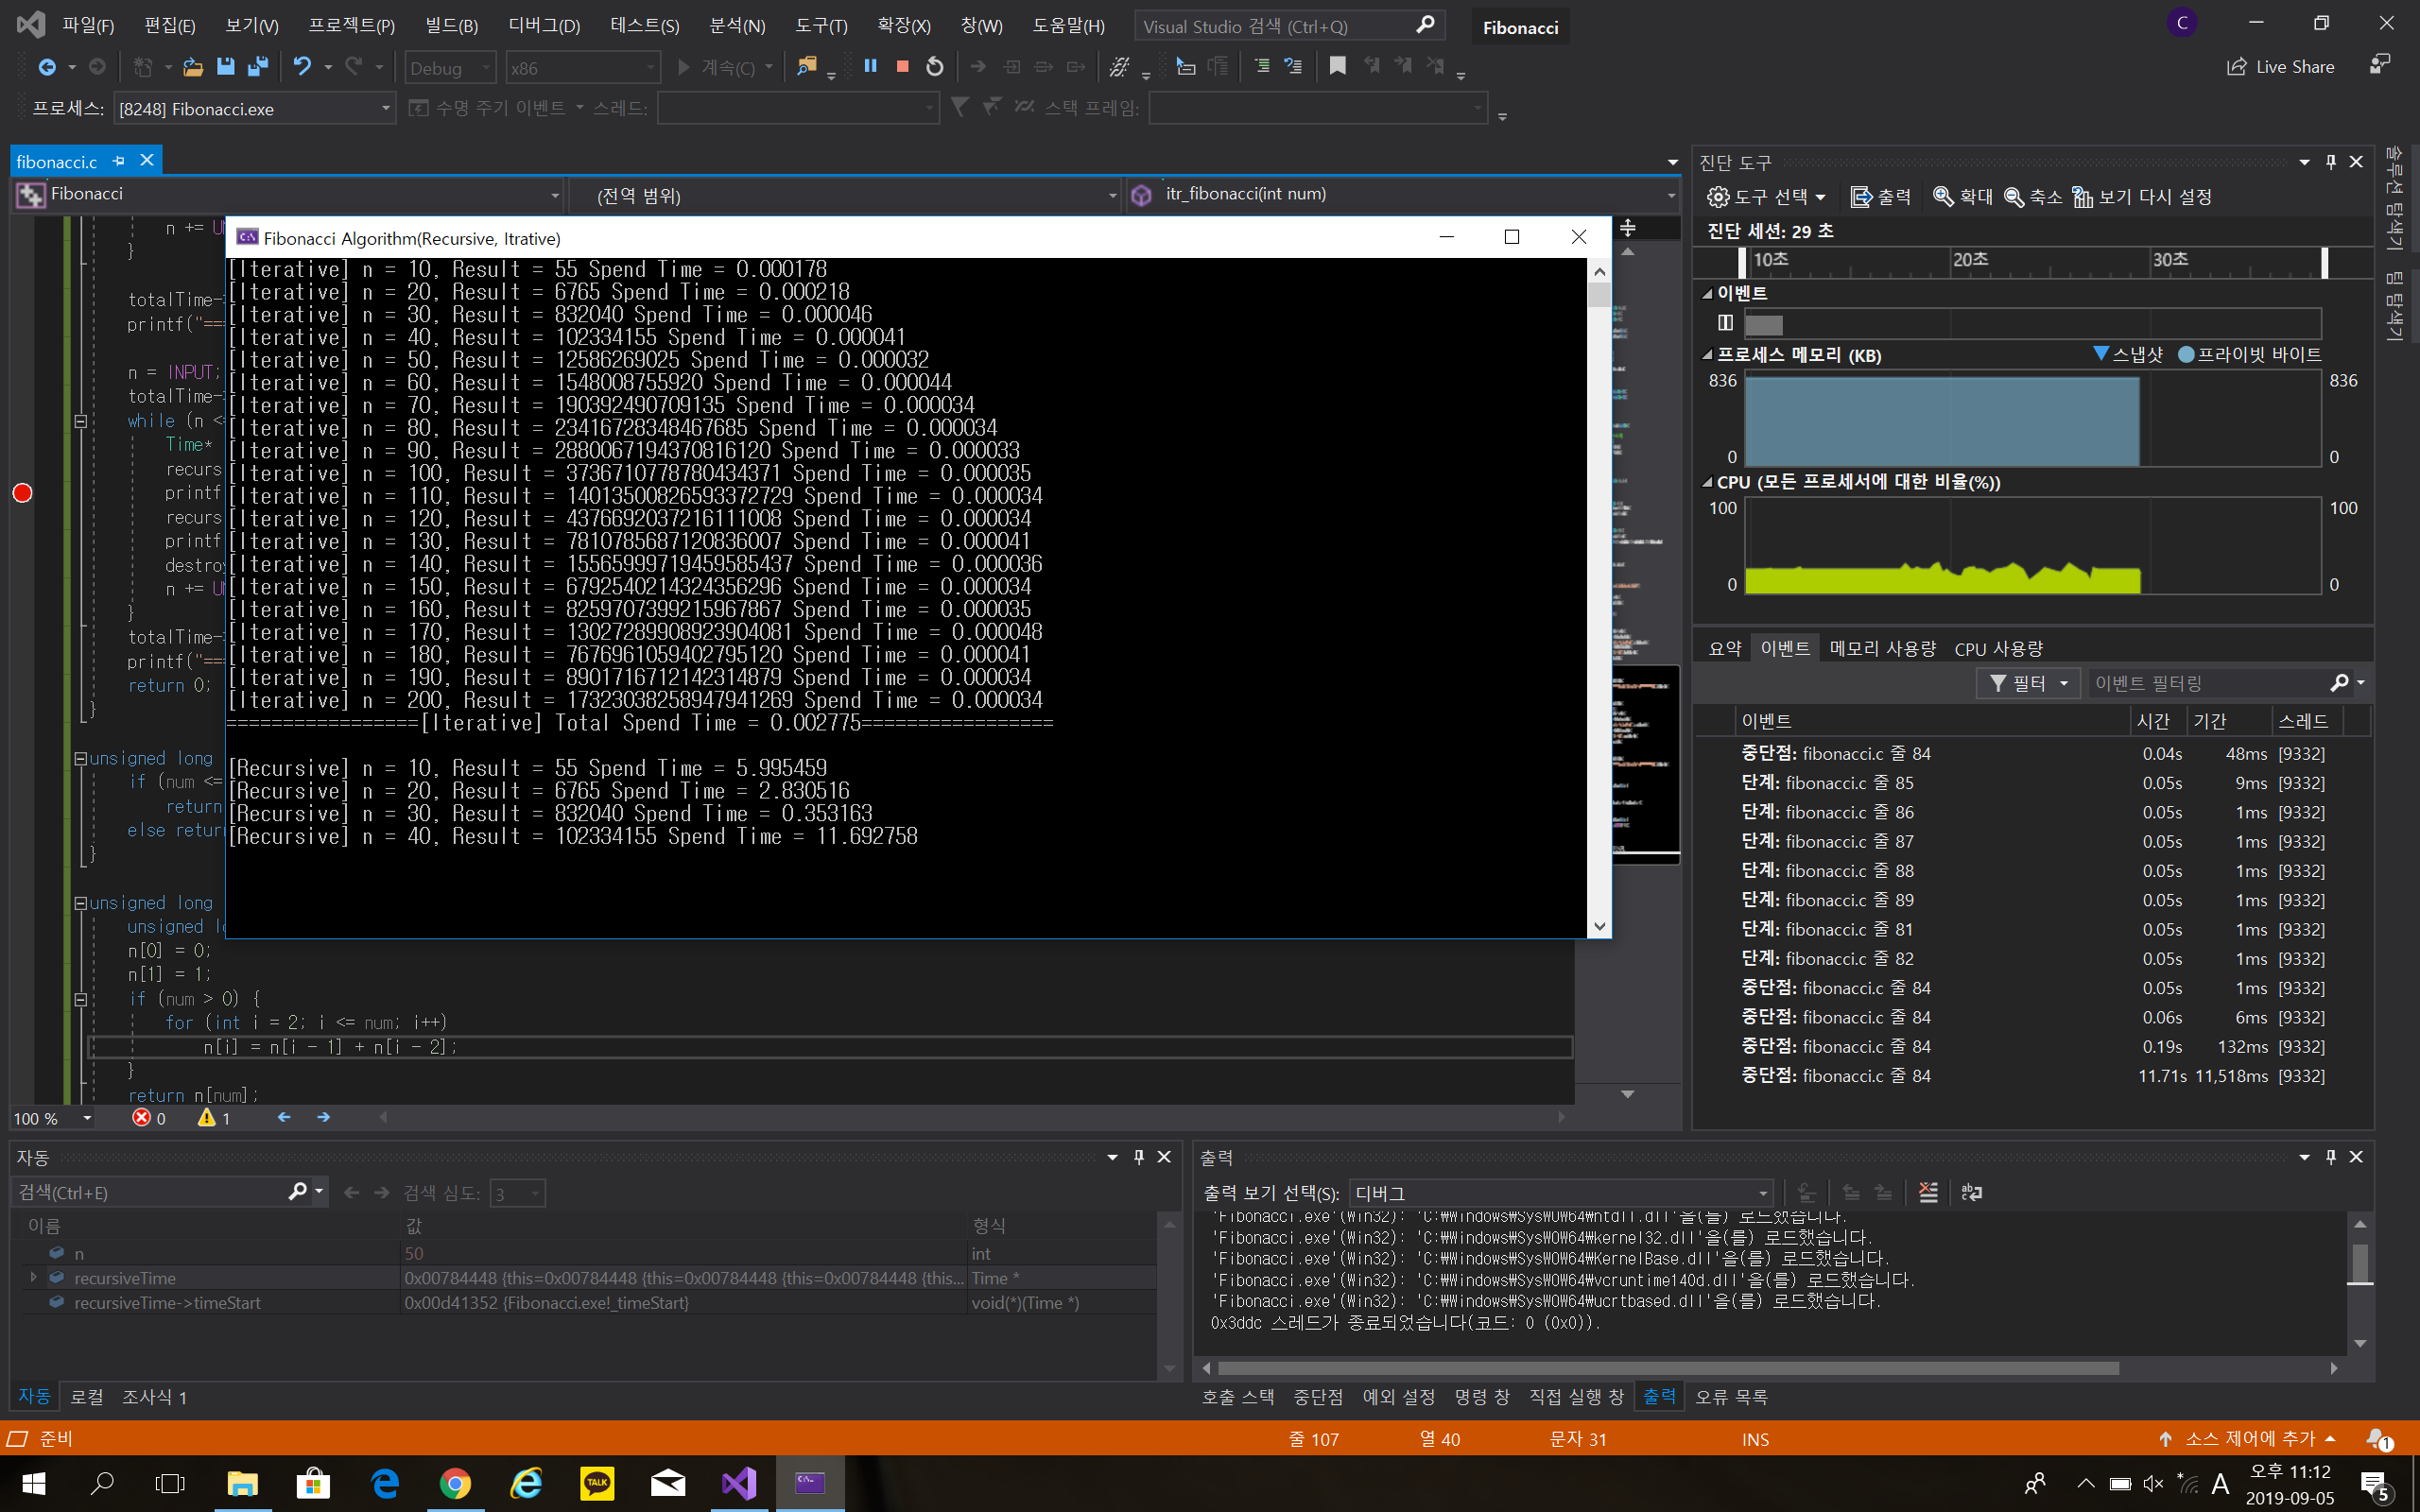 파일(F) 편집(E) 보기(V) 프로젝트(P) 빌드(B) 디버그(D) 테스트(S) 분석(N) 도구(T) 확장(X) 창(W) 도움말(H) Visual Studio 검색 (Ctrl+Q) Fibonacci C
Debug x86 계속(C) Live Share
프로세스: [8248] Fibonacci.exe 수명 주기 이벤트 스레드: 스택 프레임:
fibonacci.c
Fibonacci (전역 범위) itr_fibonacci(int num)
n += U
}
totalTime-
printf("==
n = INPUT;
totalTime-
while (n <
Time*
recurs
printf
recurs
printf
destroy
n += U
}
totalTime-
printf("==
return 0;
}
unsigned long
if (num <=
return
else retur
}
unsigned long
unsigned l
n[0] = 0;
n[1] = 1;
if (num > 0) {
for (int i = 2; i <= num; i++)
n[i] = n[i - 1] + n[i - 2];
}
return n[num];
100 % 0 1
Fibonacci Algorithm(Recursive, Itrative)
[Iterative] n = 10, Result = 55 Spend Time = 0.000178
[Iterative] n = 20, Result = 6765 Spend Time = 0.000218
[Iterative] n = 30, Result = 832040 Spend Time = 0.000046
[Iterative] n = 40, Result = 102334155 Spend Time = 0.000041
[Iterative] n = 50, Result = 12586269025 Spend Time = 0.000032
[Iterative] n = 60, Result = 1548008755920 Spend Time = 0.000044
[Iterative] n = 70, Result = 190392490709135 Spend Time = 0.000034
[Iterative] n = 80, Result = 23416728348467685 Spend Time = 0.000034
[Iterative] n = 90, Result = 2880067194370816120 Spend Time = 0.000033
[Iterative] n = 100, Result = 3736710778780434371 Spend Time = 0.000035
[Iterative] n = 110, Result = 14013500826593372729 Spend Time = 0.000034
[Iterative] n = 120, Result = 4376692037216111008 Spend Time = 0.000034
[Iterative] n = 130, Result = 7810785687120836007 Spend Time = 0.000041
[Iterative] n = 140, Result = 15565999719459585437 Spend Time = 0.000036
[Iterative] n = 150, Result = 6792540214324356296 Spend Time = 0.000034
[Iterative] n = 160, Result = 8259707399215967867 Spend Time = 0.000035
[Iterative] n = 170, Result = 13027289908923904081 Spend Time = 0.000048
[Iterative] n = 180, Result = 7676961059402795120 Spend Time = 0.000041
[Iterative] n = 190, Result = 8901716712142314879 Spend Time = 0.000034
[Iterative] n = 200, Result = 17323038258947941269 Spend Time = 0.000034
=================[Iterative] Total Spend Time = 0.002775=================
[Recursive] n = 10, Result = 55 Spend Time = 5.995459
[Recursive] n = 20, Result = 6765 Spend Time = 2.830516
[Recursive] n = 30, Result = 832040 Spend Time = 0.353163
[Recursive] n = 40, Result = 102334155 Spend Time = 11.692758
진단 도구
도구 선택 출력 확대 축소 보기 다시 설정
진단 세션: 29 초
10초 20초 30초
이벤트
프로세스 메모리 (KB) 스냅샷 프라이빗 바이트
836 836
0 0
CPU (모든 프로세서에 대한 비율(%))
100 100
0 0
요약 이벤트 메모리 사용량 CPU 사용량
필터 이벤트 필터링
이벤트 시간 기간 스레드
중단점: fibonacci.c 줄 84 0.04s 48ms [9332]
단계: fibonacci.c 줄 85 0.05s 9ms [9332]
단계: fibonacci.c 줄 86 0.05s 1ms [9332]
단계: fibonacci.c 줄 87 0.05s 1ms [9332]
단계: fibonacci.c 줄 88 0.05s 1ms [9332]
단계: fibonacci.c 줄 89 0.05s 1ms [9332]
단계: fibonacci.c 줄 81 0.05s 1ms [9332]
단계: fibonacci.c 줄 82 0.05s 1ms [9332]
중단점: fibonacci.c 줄 84 0.05s 1ms [9332]
중단점: fibonacci.c 줄 84 0.06s 6ms [9332]
중단점: fibonacci.c 줄 84 0.19s 132ms [9332]
중단점: fibonacci.c 줄 84 11.71s 11,518ms [9332]
솔루션 탐색기
팀 탐색기
자동
검색(Ctrl+E) 검색 심도: 3
이름 값 형식
n 50 int
recursiveTime 0x00784448 {this=0x00784448 {this=0x00784448 {this=0x00784448 {this... Time *
recursiveTime->timeStart 0x00d41352 {Fibonacci.exe!_timeStart} void(*)(Time *)
자동 로컬 조사식 1
출력
출력 보기 선택(S): 디버그
'Fibonacci.exe'(Win32): 'C:₩Windows₩SysWOW64₩ntdll.dll'을(를) 로드했습니다.
'Fibonacci.exe'(Win32): 'C:₩Windows₩SysWOW64₩kernel32.dll'을(를) 로드했습니다.
'Fibonacci.exe'(Win32): 'C:₩Windows₩SysWOW64₩KernelBase.dll'을(를) 로드했습니다.
'Fibonacci.exe'(Win32): 'C:₩Windows₩SysWOW64₩vcruntime140d.dll'을(를) 로드했습니다.
'Fibonacci.exe'(Win32): 'C:₩Windows₩SysWOW64₩ucrtbased.dll'을(를) 로드했습니다.
0x3ddc 스레드가 종료되었습니다(코드: 0 (0x0)).
호출 스택 중단점 예외 설정 명령 창 직접 실행 창 출력 오류 목록
준비 줄 107 열 40 문자 31 INS 소스 제어에 추가 1
TALK A 오후 11:12
2019-09-05 5